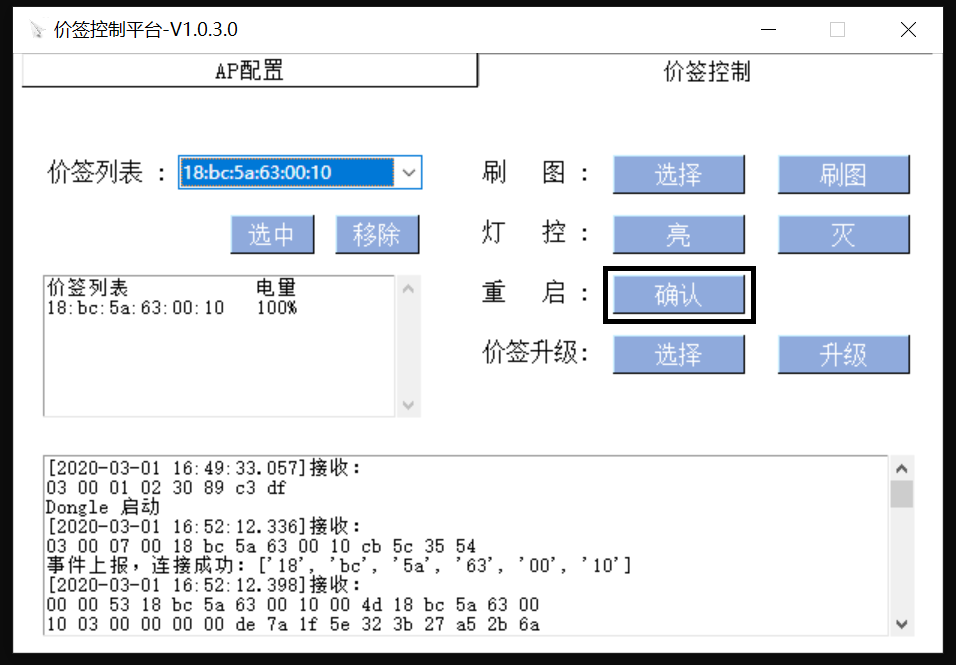 价签控制平台-V1.0.3.0
AP配置
价签控制
价签列表 : 18:bc:5a:63:00:10
选中 移除
价签列表 电量
18:bc:5a:63:00:10 100%
刷 图 : 选择 刷图
灯 控 : 亮 灭
重 启 : 确认
价签升级: 选择 升级
[2020-03-01 16:49:33.057]接收:
03 00 01 02 30 89 c3 df
Dongle 启动
[2020-03-01 16:52:12.336]接收:
03 00 07 00 18 bc 5a 63 00 10 cb 5c 35 54
事件上报,连接成功: ['18', 'bc', '5a', '63', '00', '10']
[2020-03-01 16:52:12.398]接收:
00 00 53 18 bc 5a 63 00 10 00 4d 18 bc 5a 63 00
10 03 00 00 00 00 de 7a 1f 5e 32 3b 27 a5 2b 6a